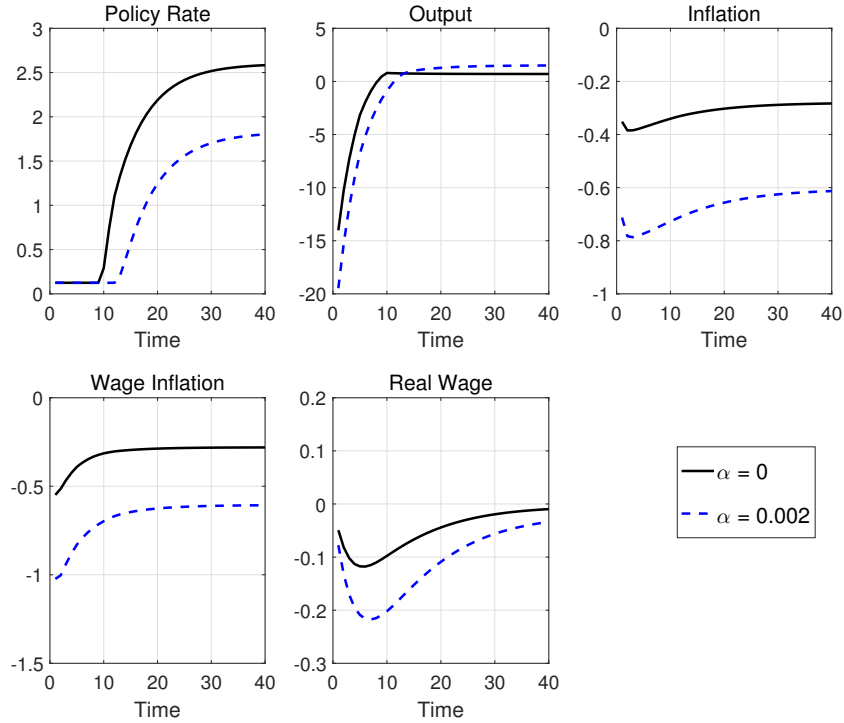 Policy Rate
3
2.5
2
1.5
1
0.5
0
0 10 20 30 40
Time
Output
5
0
-5
-10
-15
-20
0 10 20 30 40
Time
Inflation
0
-0.2
-0.4
-0.6
-0.8
-1
0 10 20 30 40
Time
Wage Inflation
0
-0.5
-1
-1.5
0 10 20 30 40
Time
Real Wage
0.2
0.1
0
-0.1
-0.2
-0.3
0 10 20 30 40
Time
α = 0
α = 0.002